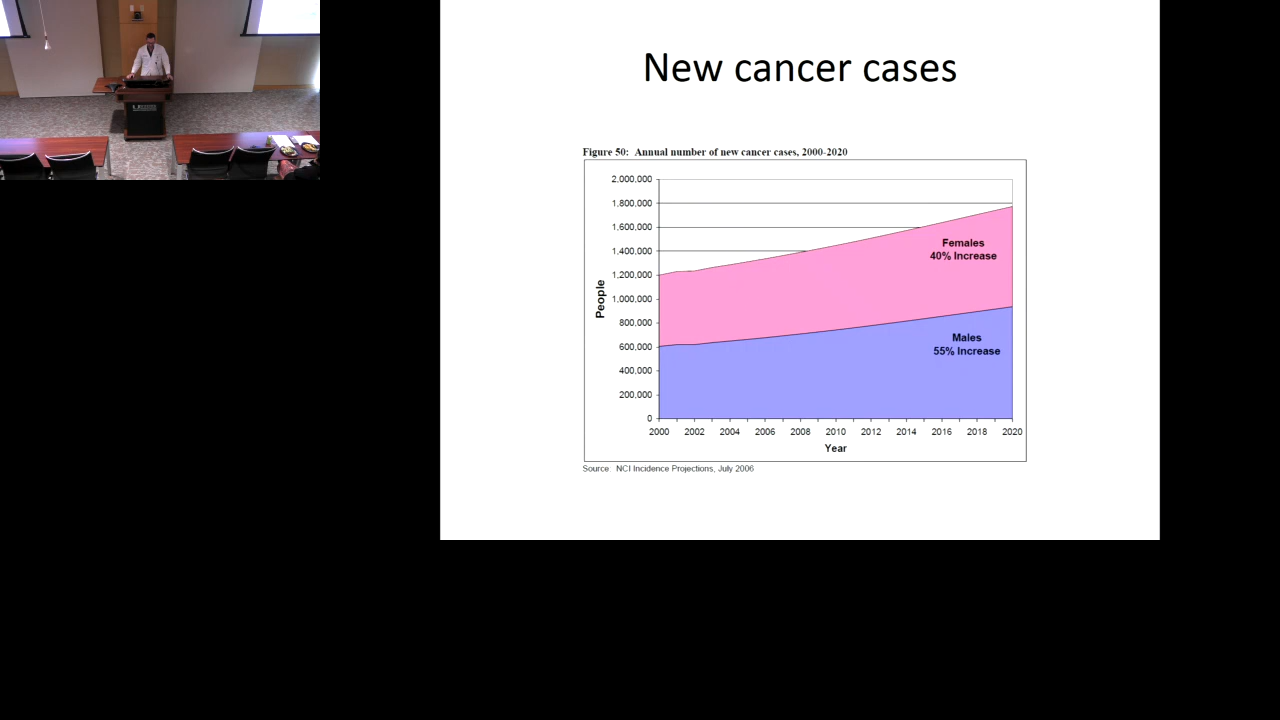 New cancer cases
Figure 50: Annual number of new cancer cases, 2000-2020
2,000,000
1,800,000
1,600,000
1,400,000
1,200,000
1,000,000
800,000
600,000
400,000
200,000
0
People
Females
40% Increase
Males
55% Increase
2000 2002 2004 2006 2008 2010 2012 2014 2016 2018 2020
Year
Source: NCI Incidence Projections, July 2006